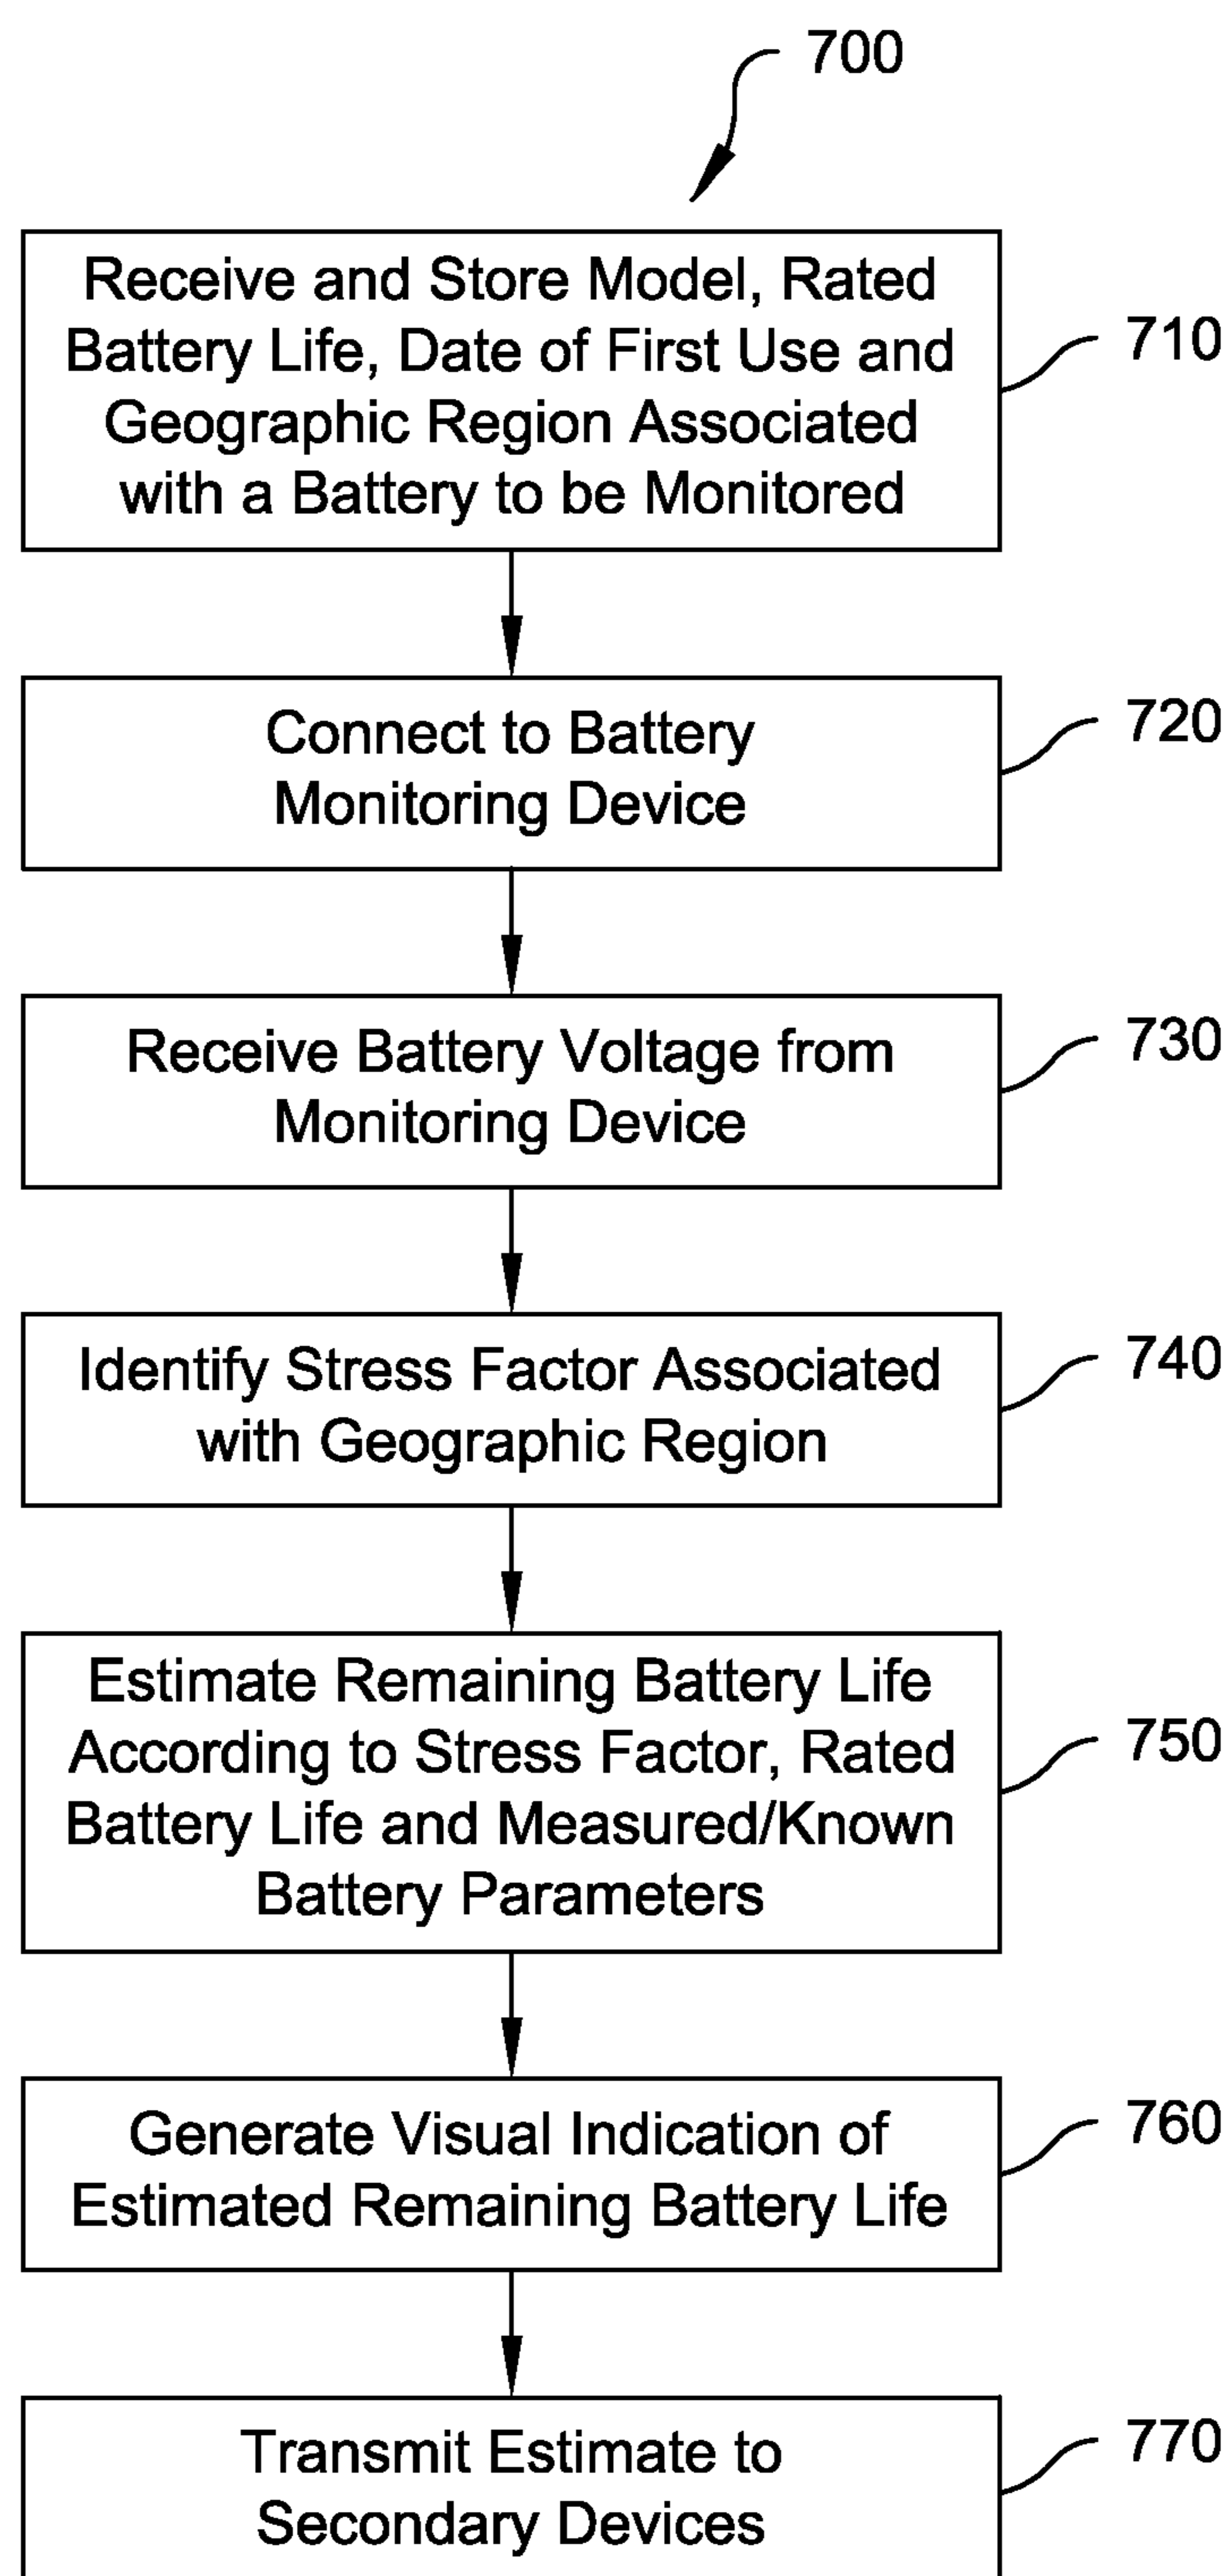 700
Receive and Store Model, Rated
Battery Life, Date of First Use and
Geographic Region Associated
with a Battery to be Monitored
710
Connect to Battery
Monitoring Device
720
Receive Battery Voltage from
Monitoring Device
730
Identify Stress Factor Associated
with Geographic Region
740
Estimate Remaining Battery Life
According to Stress Factor, Rated
Battery Life and Measured/Known
Battery Parameters
750
Generate Visual Indication of
Estimated Remaining Battery Life
760
Transmit Estimate to
Secondary Devices
770